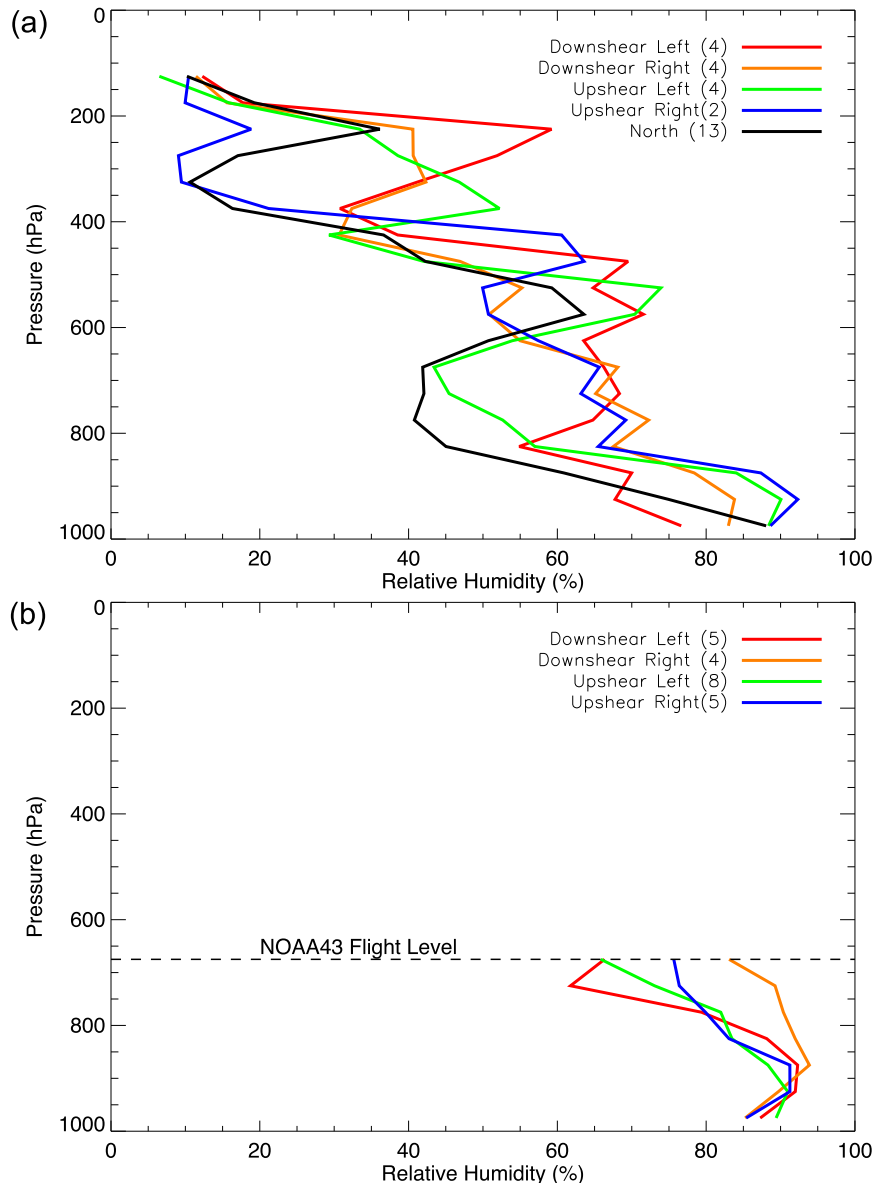 (a)
0
200
400
600
800
1000
Pressure (hPa)
Downshear Left (4)
Downshear Right (4)
Upshear Left (4)
Upshear Right(2)
North (13)
0 20 40 60 80 100
Relative Humidity (%)
(b)
0
200
400
600
800
1000
Pressure (hPa)
Downshear Left (5)
Downshear Right (4)
Upshear Left (8)
Upshear Right(5)
NOAA43 Flight Level
0 20 40 60 80 100
Relative Humidity (%)